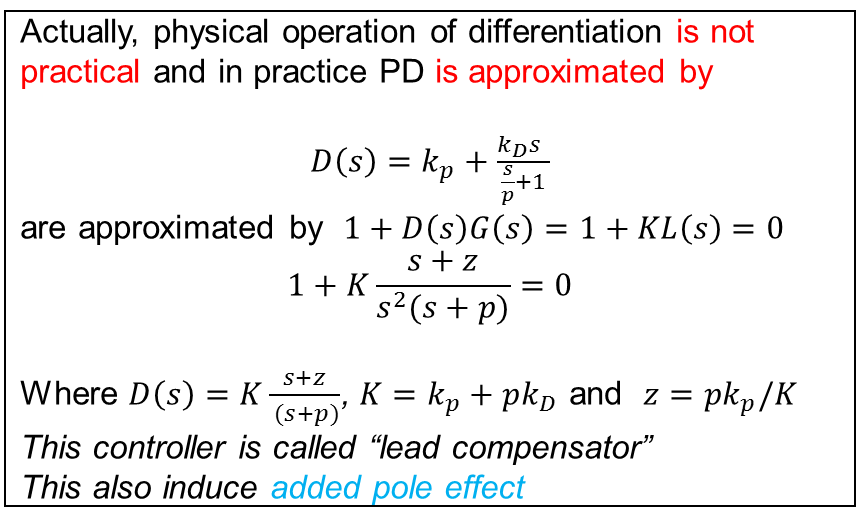 Actually, physical operation of differentiation is not
practical and in practice PD is approximated by
D(s) = k_p + \frac{k_D s}{\frac{s}{p}+1}
are approximated by 1 + D(s)G(s) = 1 + KL(s) = 0
1 + K \frac{s + z}{s^2(s + p)} = 0
Where D(s) = K \frac{s+z}{(s+p)}, K = k_p + pk_D and z = pk_p/K
This controller is called “lead compensator”
This also induce added pole effect